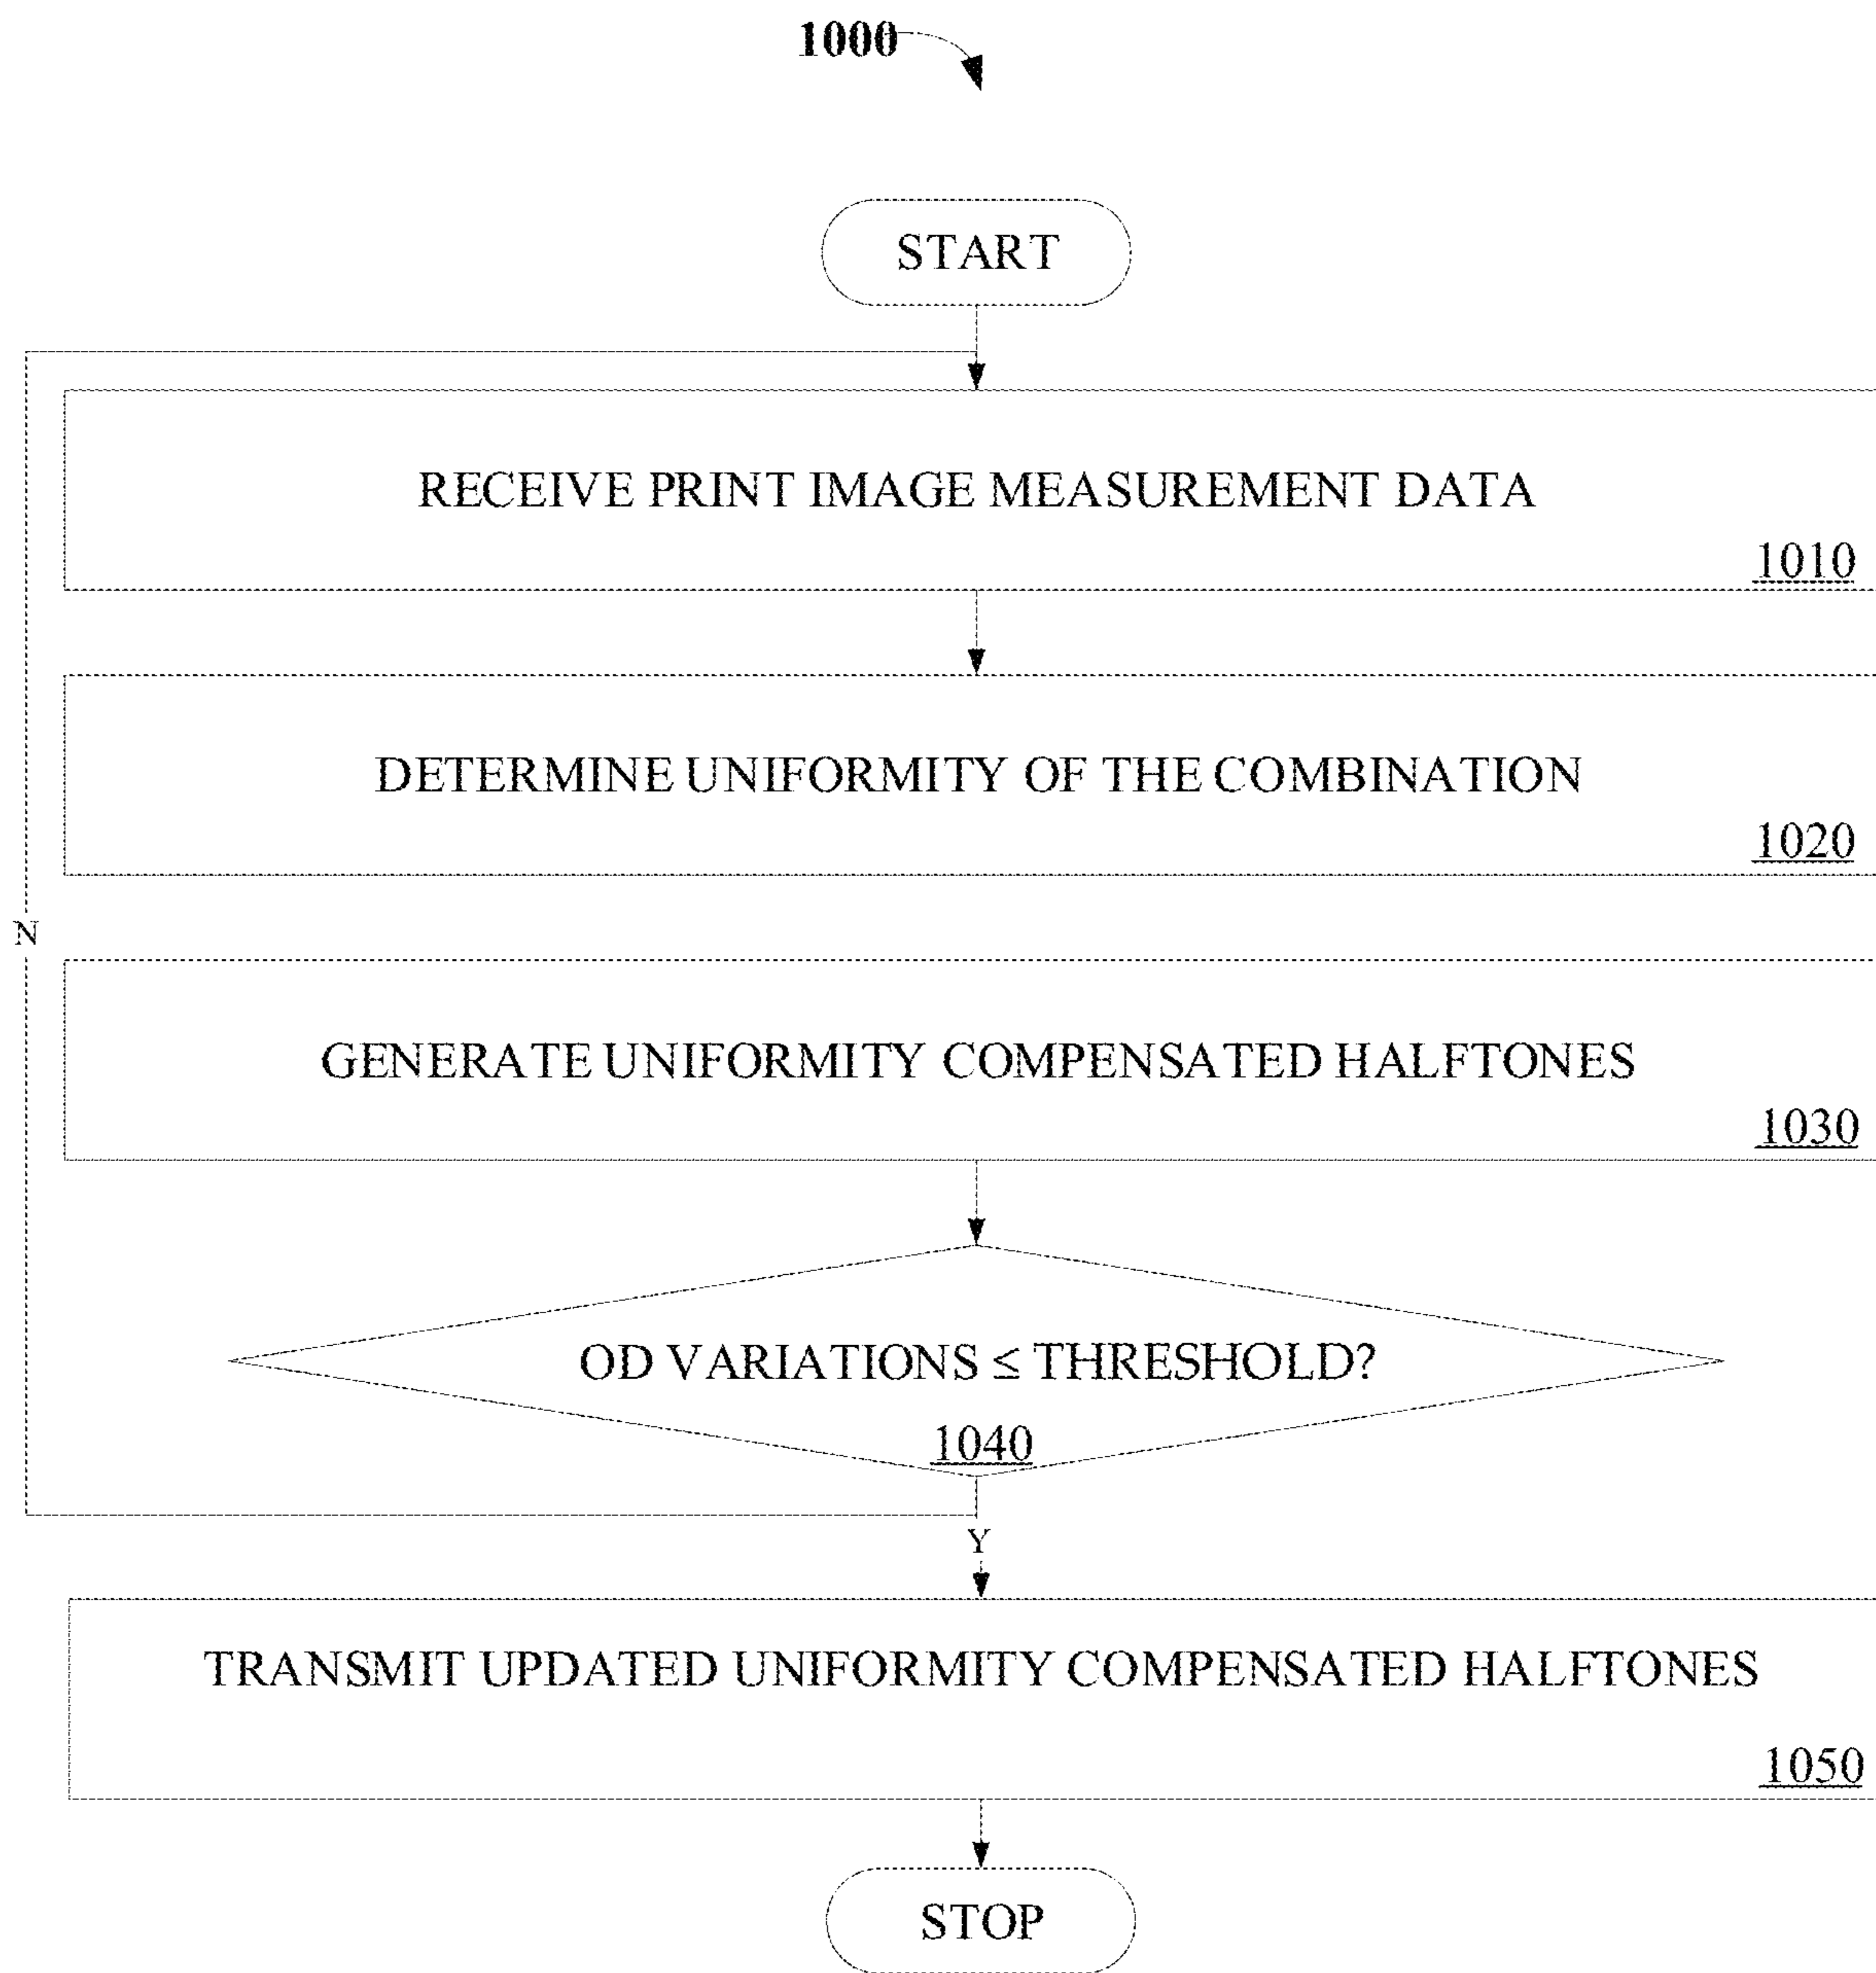 1000
START
RECEIVE PRINT IMAGE MEASUREMENT DATA
1010
DETERMINE UNIFORMITY OF THE COMBINATION
1020
N
GENERATE UNIFORMITY COMPENSATED HALFTONES
1030
OD VARIATIONS ≤ THRESHOLD?
1040
Y
TRANSMIT UPDATED UNIFORMITY COMPENSATED HALFTONES
1050
STOP